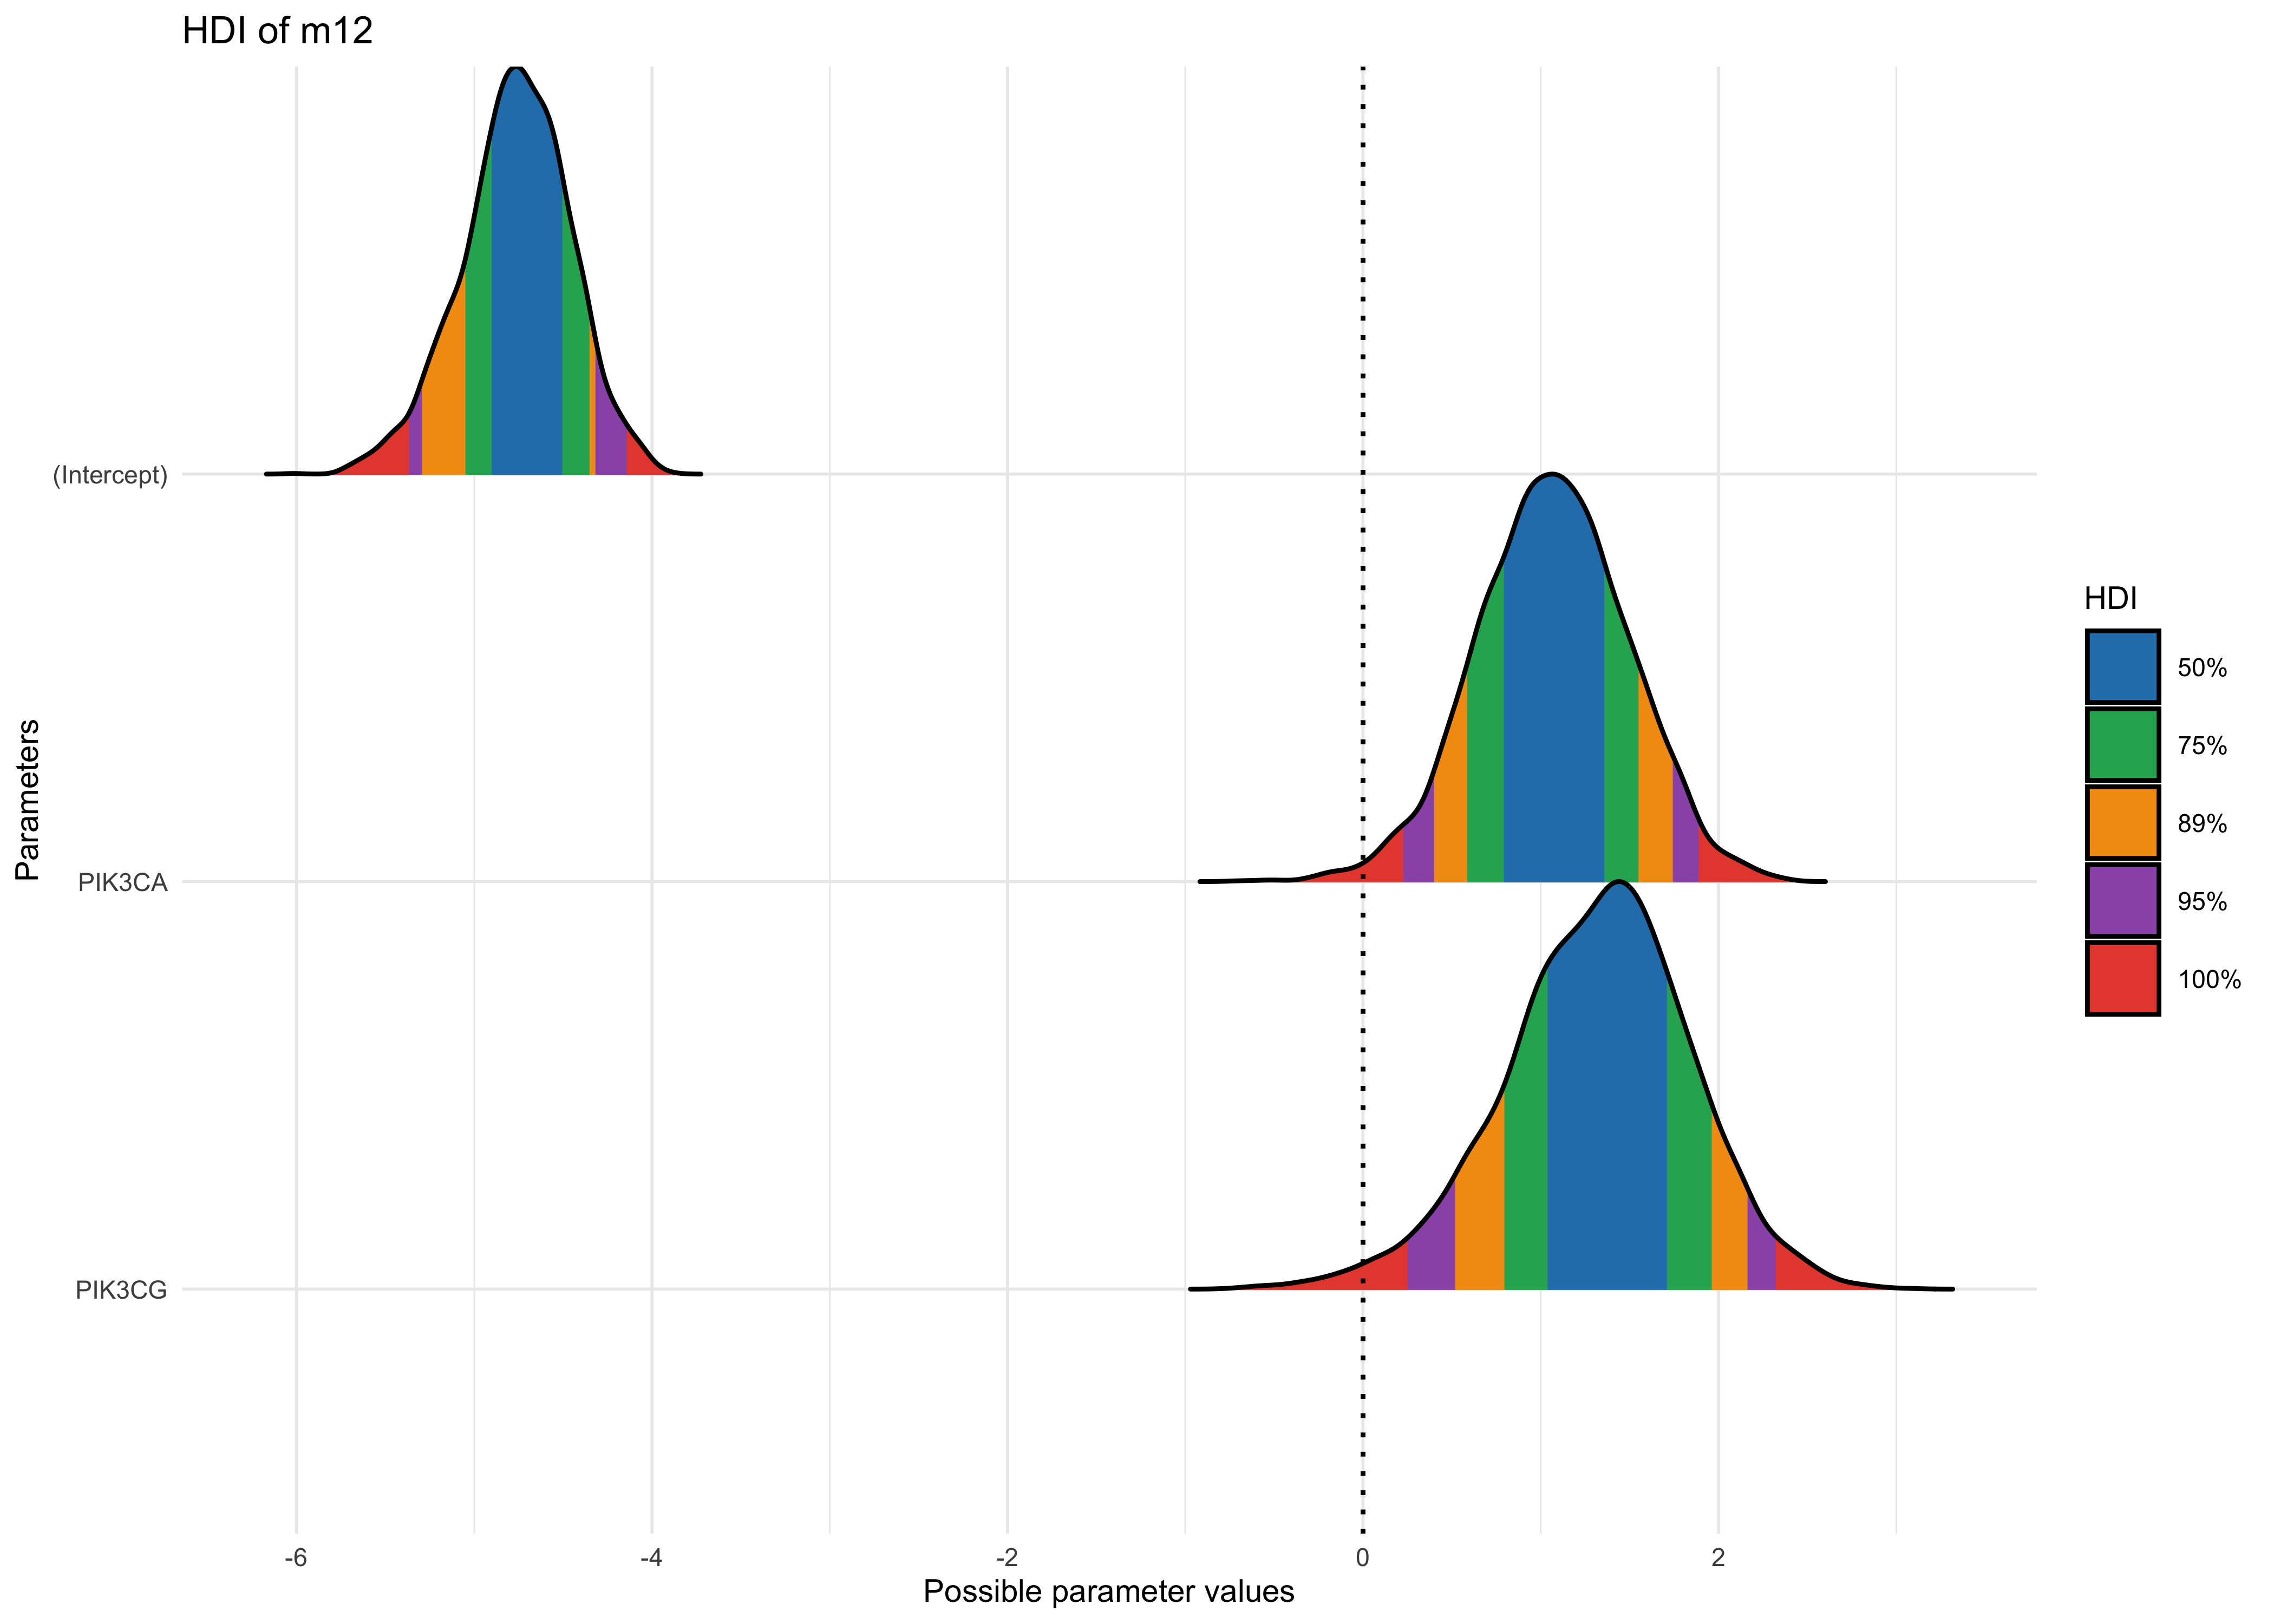 HDI of m12
Parameters
(Intercept)
PIK3CA
PIK3CG
-6 -4 -2 0 2
Possible parameter values
HDI
50%
75%
89%
95%
100%